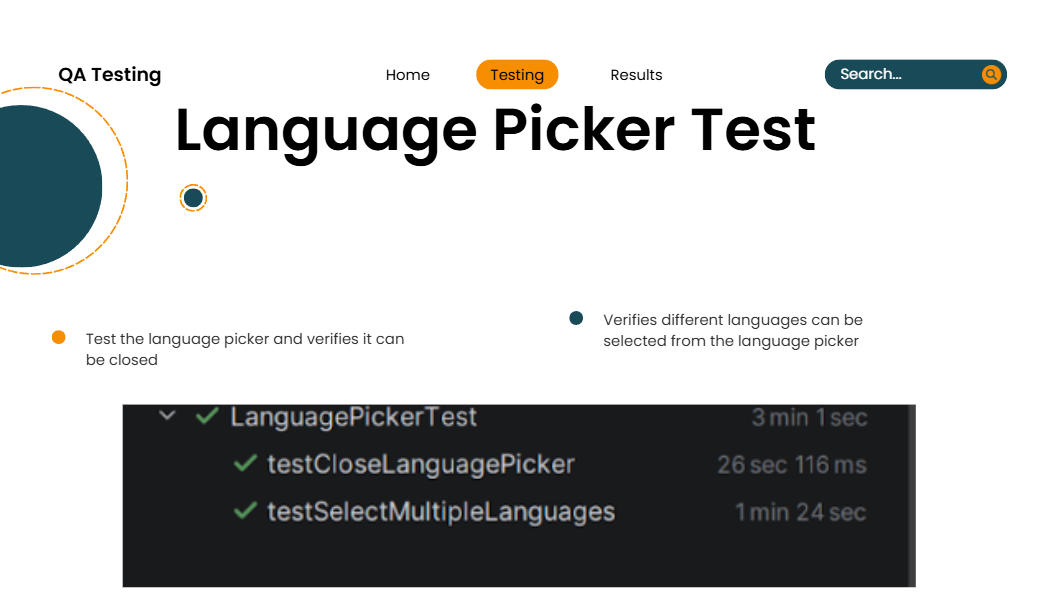 QA Testing
Home
Testing
Results
Search...
Language Picker Test
Test the language picker and verifies it can
be closed
Verifies different languages can be
selected from the language picker
LanguagePickerTest 3 min 1 sec
testCloseLanguagePicker 26 sec 116 ms
testSelectMultipleLanguages 1 min 24 sec